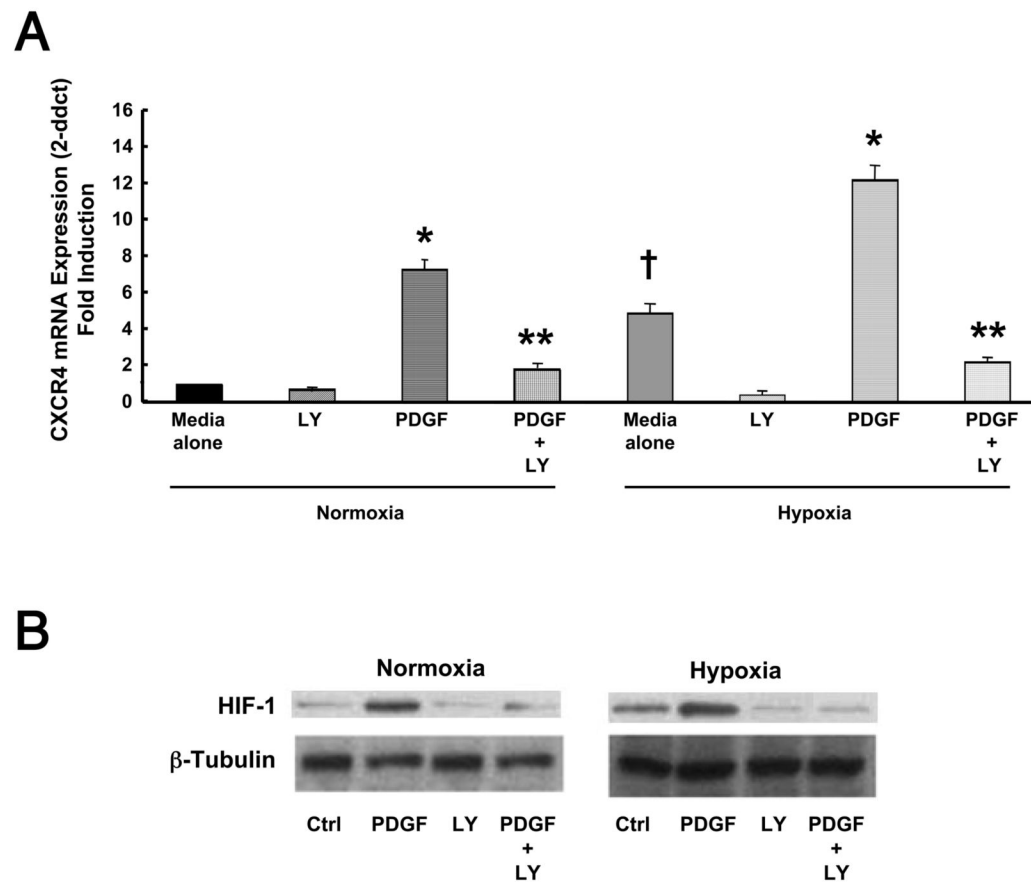 A
CXCR4 mRNA Expression (2-ddct)
Fold Induction
16
14
12
10
8
6
4
2
0
*
**
†
*
**
Media
alone
LY
PDGF
PDGF
+
LY
Media
alone
LY
PDGF
PDGF
+
LY
Normoxia
Hypoxia
B
Normoxia
Hypoxia
HIF-1
β-Tubulin
Ctrl
PDGF
LY
PDGF
+
LY
Ctrl
PDGF
LY
PDGF
+
LY